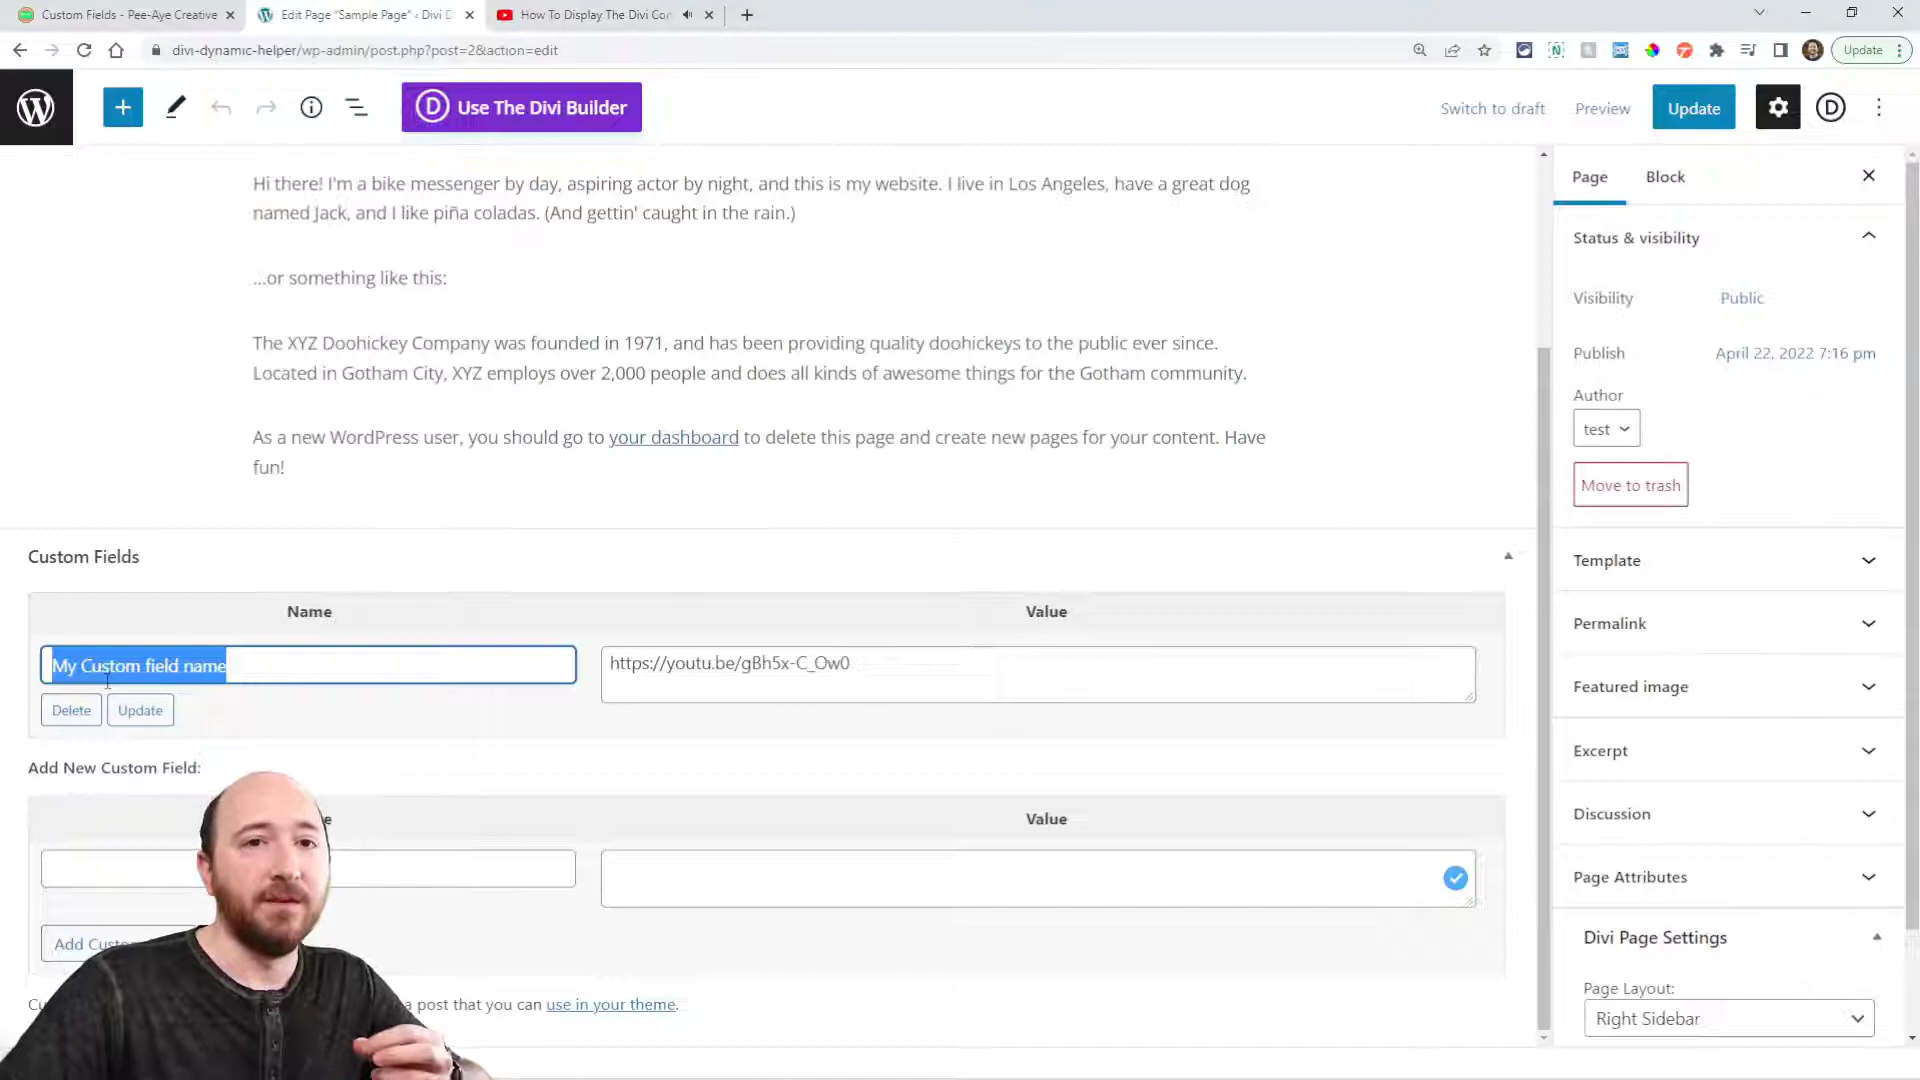 Custom Fields - Pee-Aye Creative
Edit Page "Sample Page" ‹ Divi D
How To Display The Divi Con
divi-dynamic-helper/wp-admin/post.php?post=2&action=edit
Update
D Use The Divi Builder
Switch to draft
Preview
Update
D
Hi there! I'm a bike messenger by day, aspiring actor by night, and this is my website. I live in Los Angeles, have a great dog
named Jack, and I like piña coladas. (And gettin' caught in the rain.)
…or something like this:
The XYZ Doohickey Company was founded in 1971, and has been providing quality doohickeys to the public ever since.
Located in Gotham City, XYZ employs over 2,000 people and does all kinds of awesome things for the Gotham community.
As a new WordPress user, you should go to your dashboard to delete this page and create new pages for your content. Have
fun!
Custom Fields
Name
Value
My Custom field name
https://youtu.be/gBh5x-C_Ow0
Delete
Update
Add New Custom Field:
Value
Add
a post that you can use in your theme.
Page
Block
Status & visibility
Visibility
Public
Publish
April 22, 2022 7:16 pm
Author
test
Move to trash
Template
Permalink
Featured image
Excerpt
Discussion
Page Attributes
Divi Page Settings
Page Layout:
Right Sidebar